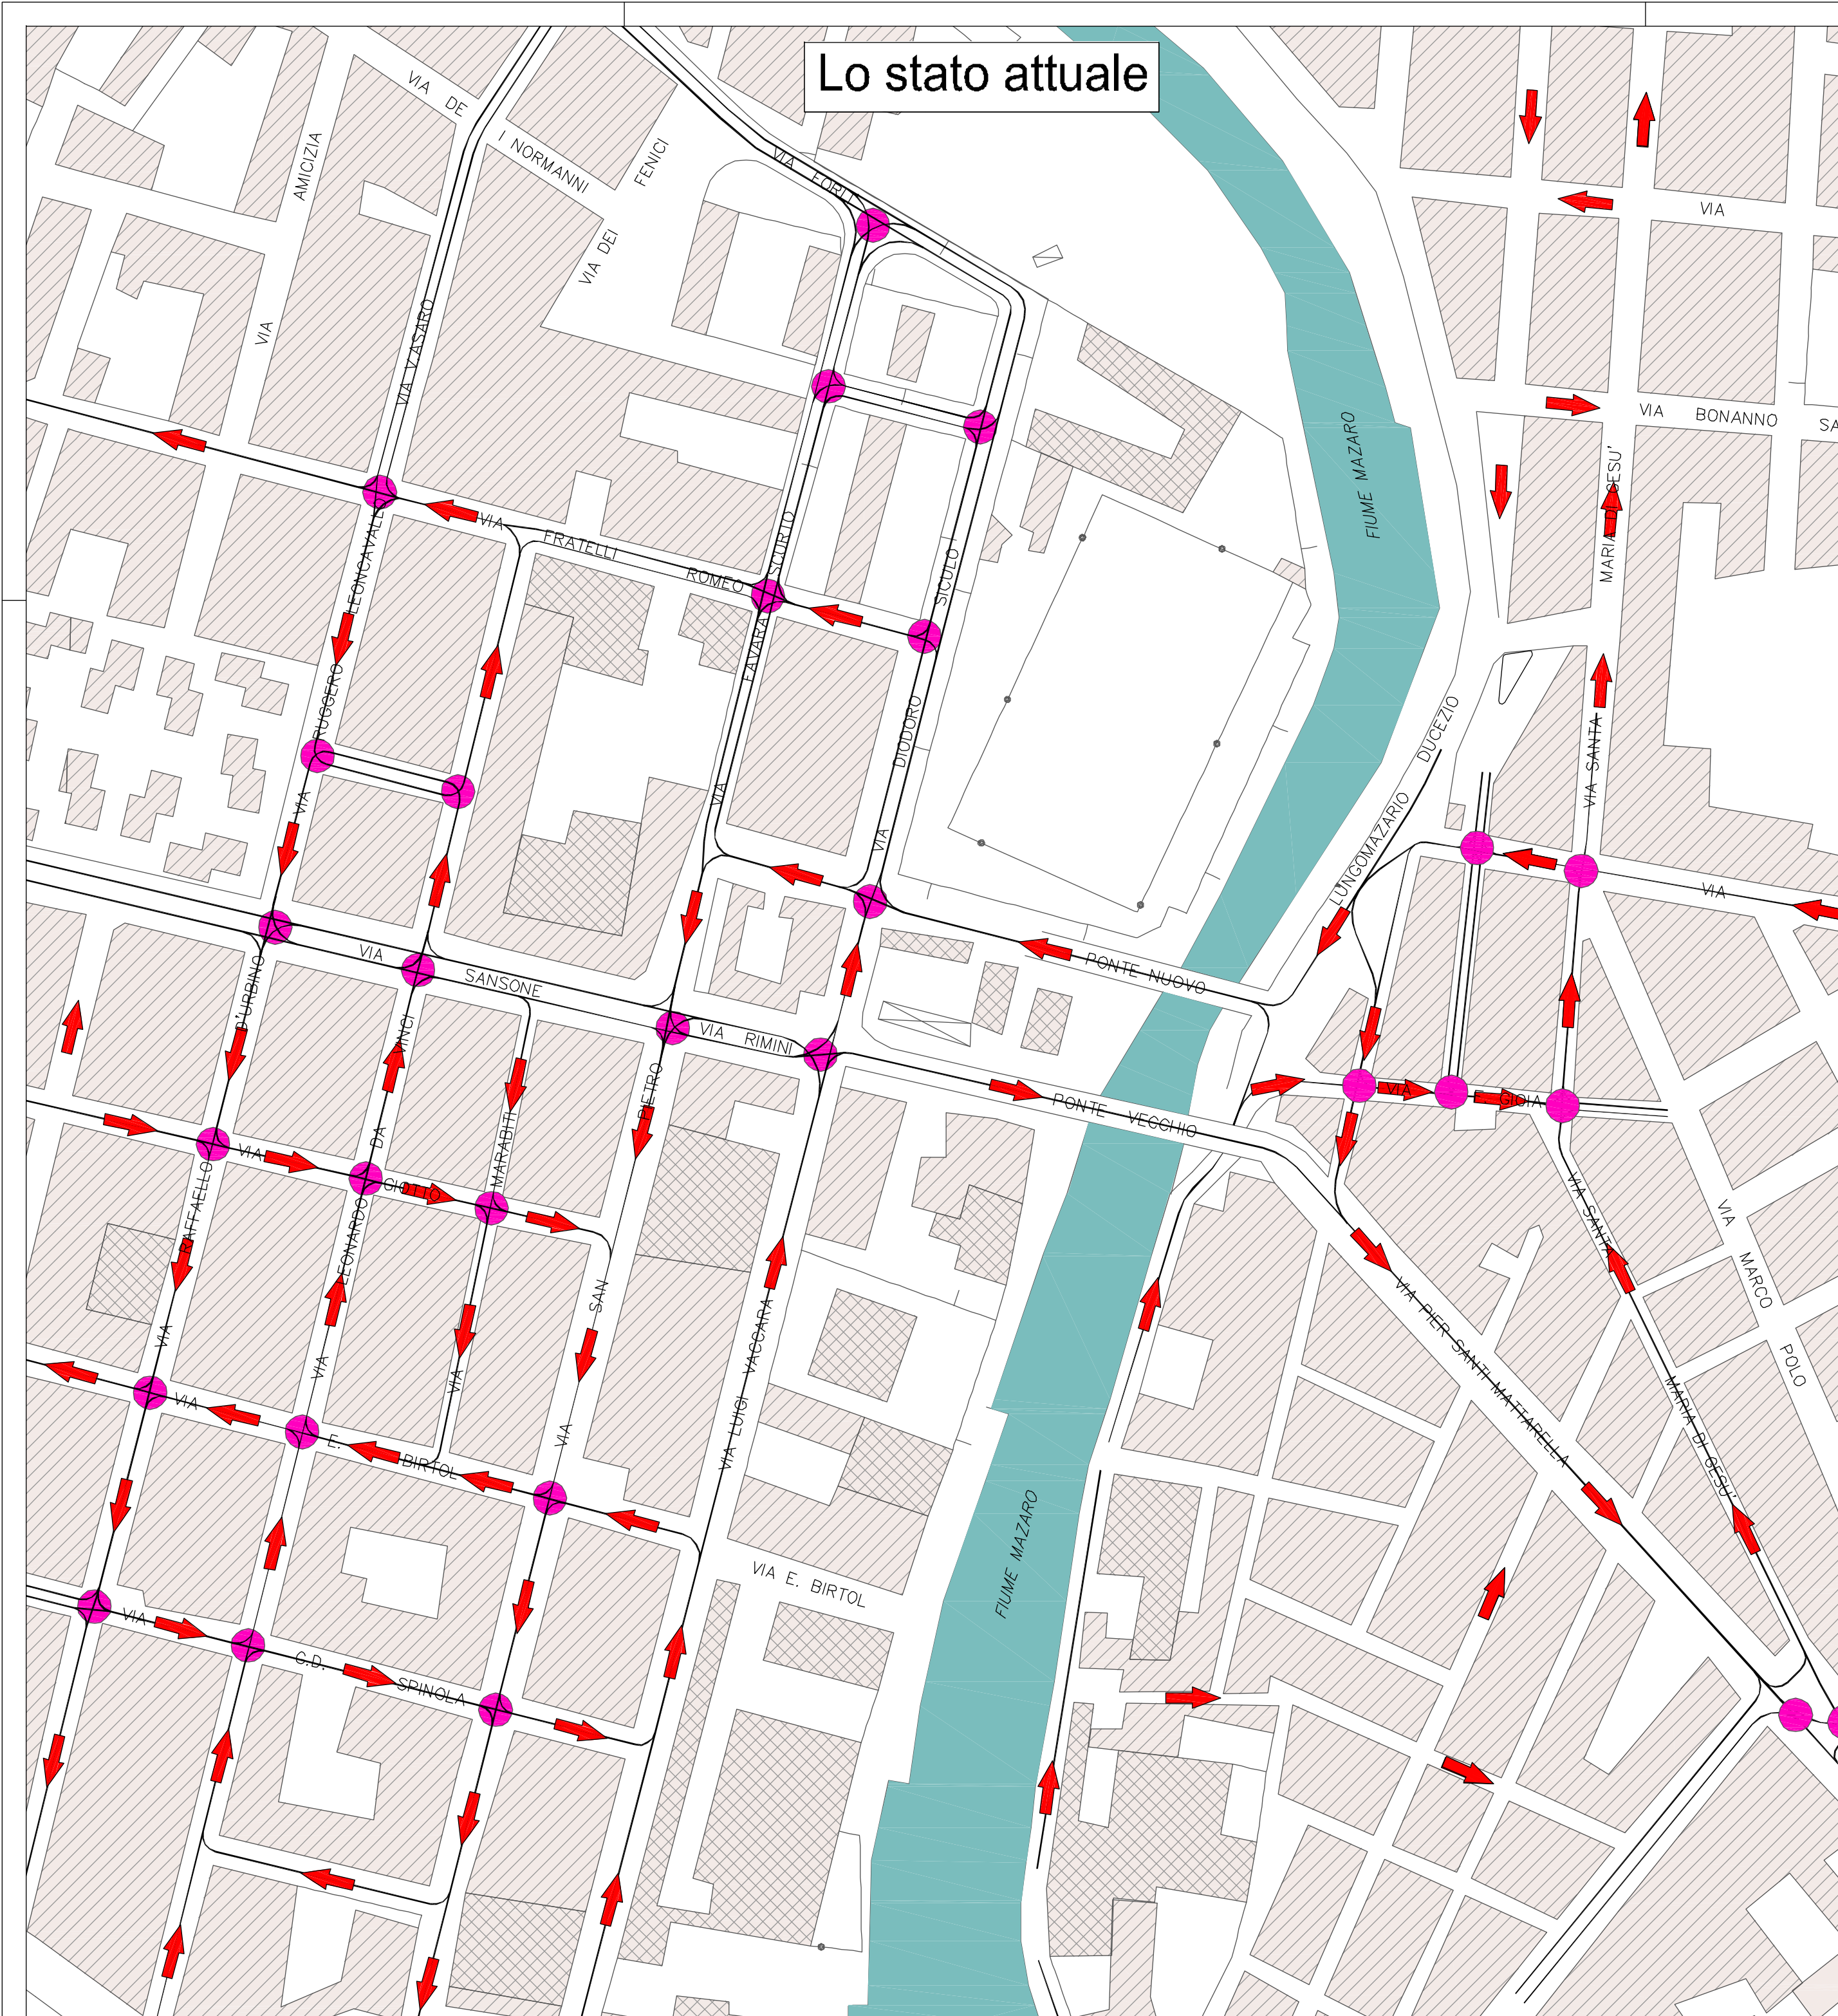 Lo stato attuale
VIA DE
I NORMANNI
AMICIZIA
VIA
FENICI
VIA DEI
VIA FORLI'
VIA V.ASARO
VIA
VIA BONANNO SA
FIUME MAZARO
MARIA DI GESU'
VIA SANTA
VIA FRATELLI ROMEO
SCURTO
FAVARA
VIA
SICULO
DIODORO
VIA
LEONCAVALLO
RUGGERO
VIA
LUNGOMAZARIO DUCEZIO
VIA
VIA SANSONE
VIA RIMINI
PONTE NUOVO
PONTE VECCHIO
D'URBINO
RAFFAELLO
VIA
VINCI
DA
LEONARDO
VIA
MARABITI
VIA
PIETRO
SAN
VIA
VIA GIOTTO
VIA E. GIOIA
VIA SANTA
MARIA DI GESU'
VIA MARCO POLO
VIA PIER SANTI MATTARELLA
VIA LUIGI VACCARA
VIA E. BIRTOL
VIA E. BIRTOL
FIUME MAZARO
VIA C.D. SPINOLA